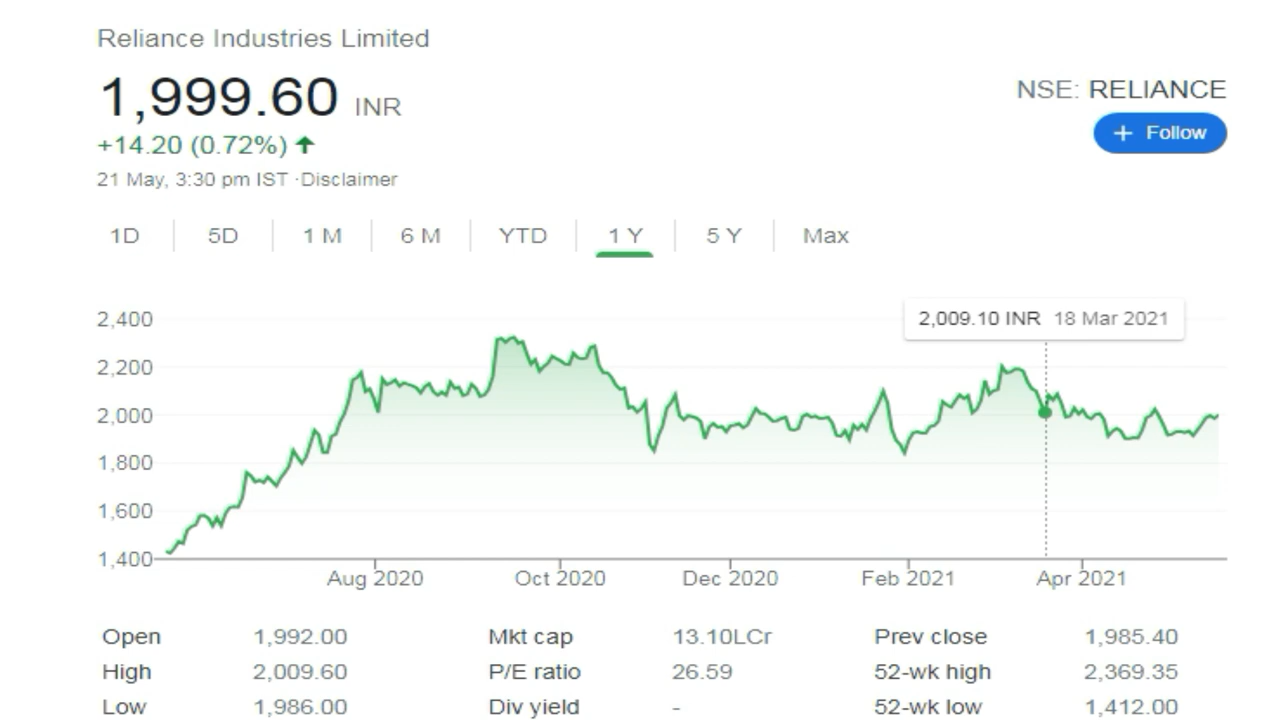 Reliance Industries Limited
1,999.60 INR
NSE: RELIANCE
+14.20 (0.72%)
+ Follow
21 May, 3:30 pm IST ·Disclaimer
1D 5D 1 M 6 M YTD 1 Y 5 Y Max
2,009.10 INR 18 Mar 2021
2,400
2,200
2,000
1,800
1,600
1,400
Aug 2020 Oct 2020 Dec 2020 Feb 2021 Apr 2021
Open 1,992.00 Mkt cap 13.10LCr Prev close 1,985.40
High 2,009.60 P/E ratio 26.59 52-wk high 2,369.35
Low 1,986.00 Div yield - 52-wk low 1,412.00